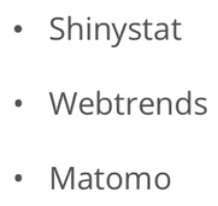 • Shinystat
• Webtrends
• Matomo